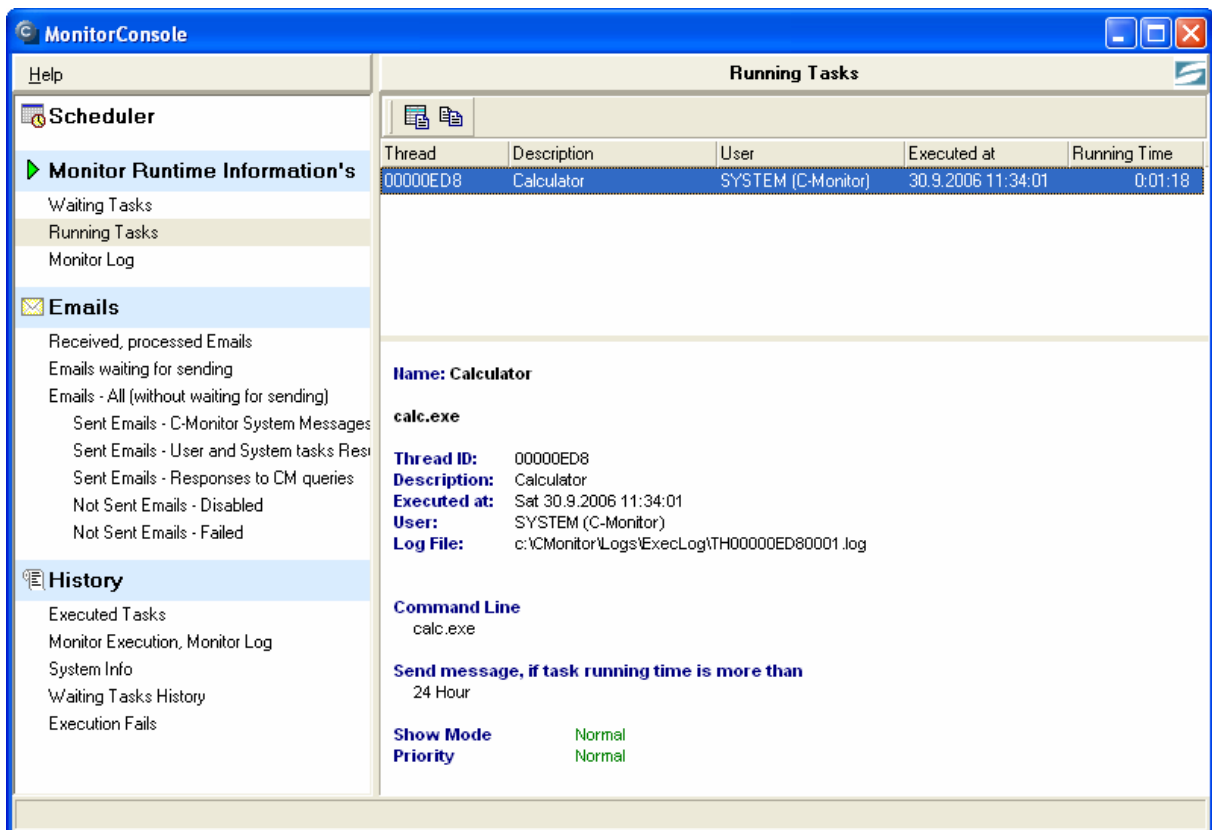 MonitorConsole
Help
Running Tasks
Scheduler
Monitor Runtime Information's
Waiting Tasks
Running Tasks
Monitor Log
Emails
Received, processed Emails
Emails waiting for sending
Emails - All (without waiting for sending)
Sent Emails - C-Monitor System Messages
Sent Emails - User and System tasks Res
Sent Emails - Responses to CM queries
Not Sent Emails - Disabled
Not Sent Emails - Failed
History
Executed Tasks
Monitor Execution, Monitor Log
System Info
Waiting Tasks History
Execution Fails
Thread Description User Executed at Running Time
00000ED8 Calculator SYSTEM (C-Monitor) 30.9.2006 11:34:01 0:01:18
Name: Calculator
calc.exe
Thread ID: 00000ED8
Description: Calculator
Executed at: Sat 30.9.2006 11:34:01
User: SYSTEM (C-Monitor)
Log File: c:\CMonitor\Logs\ExecLog\TH00000ED80001.log
Command Line
calc.exe
Send message, if task running time is more than
24 Hour
Show Mode Normal
Priority Normal